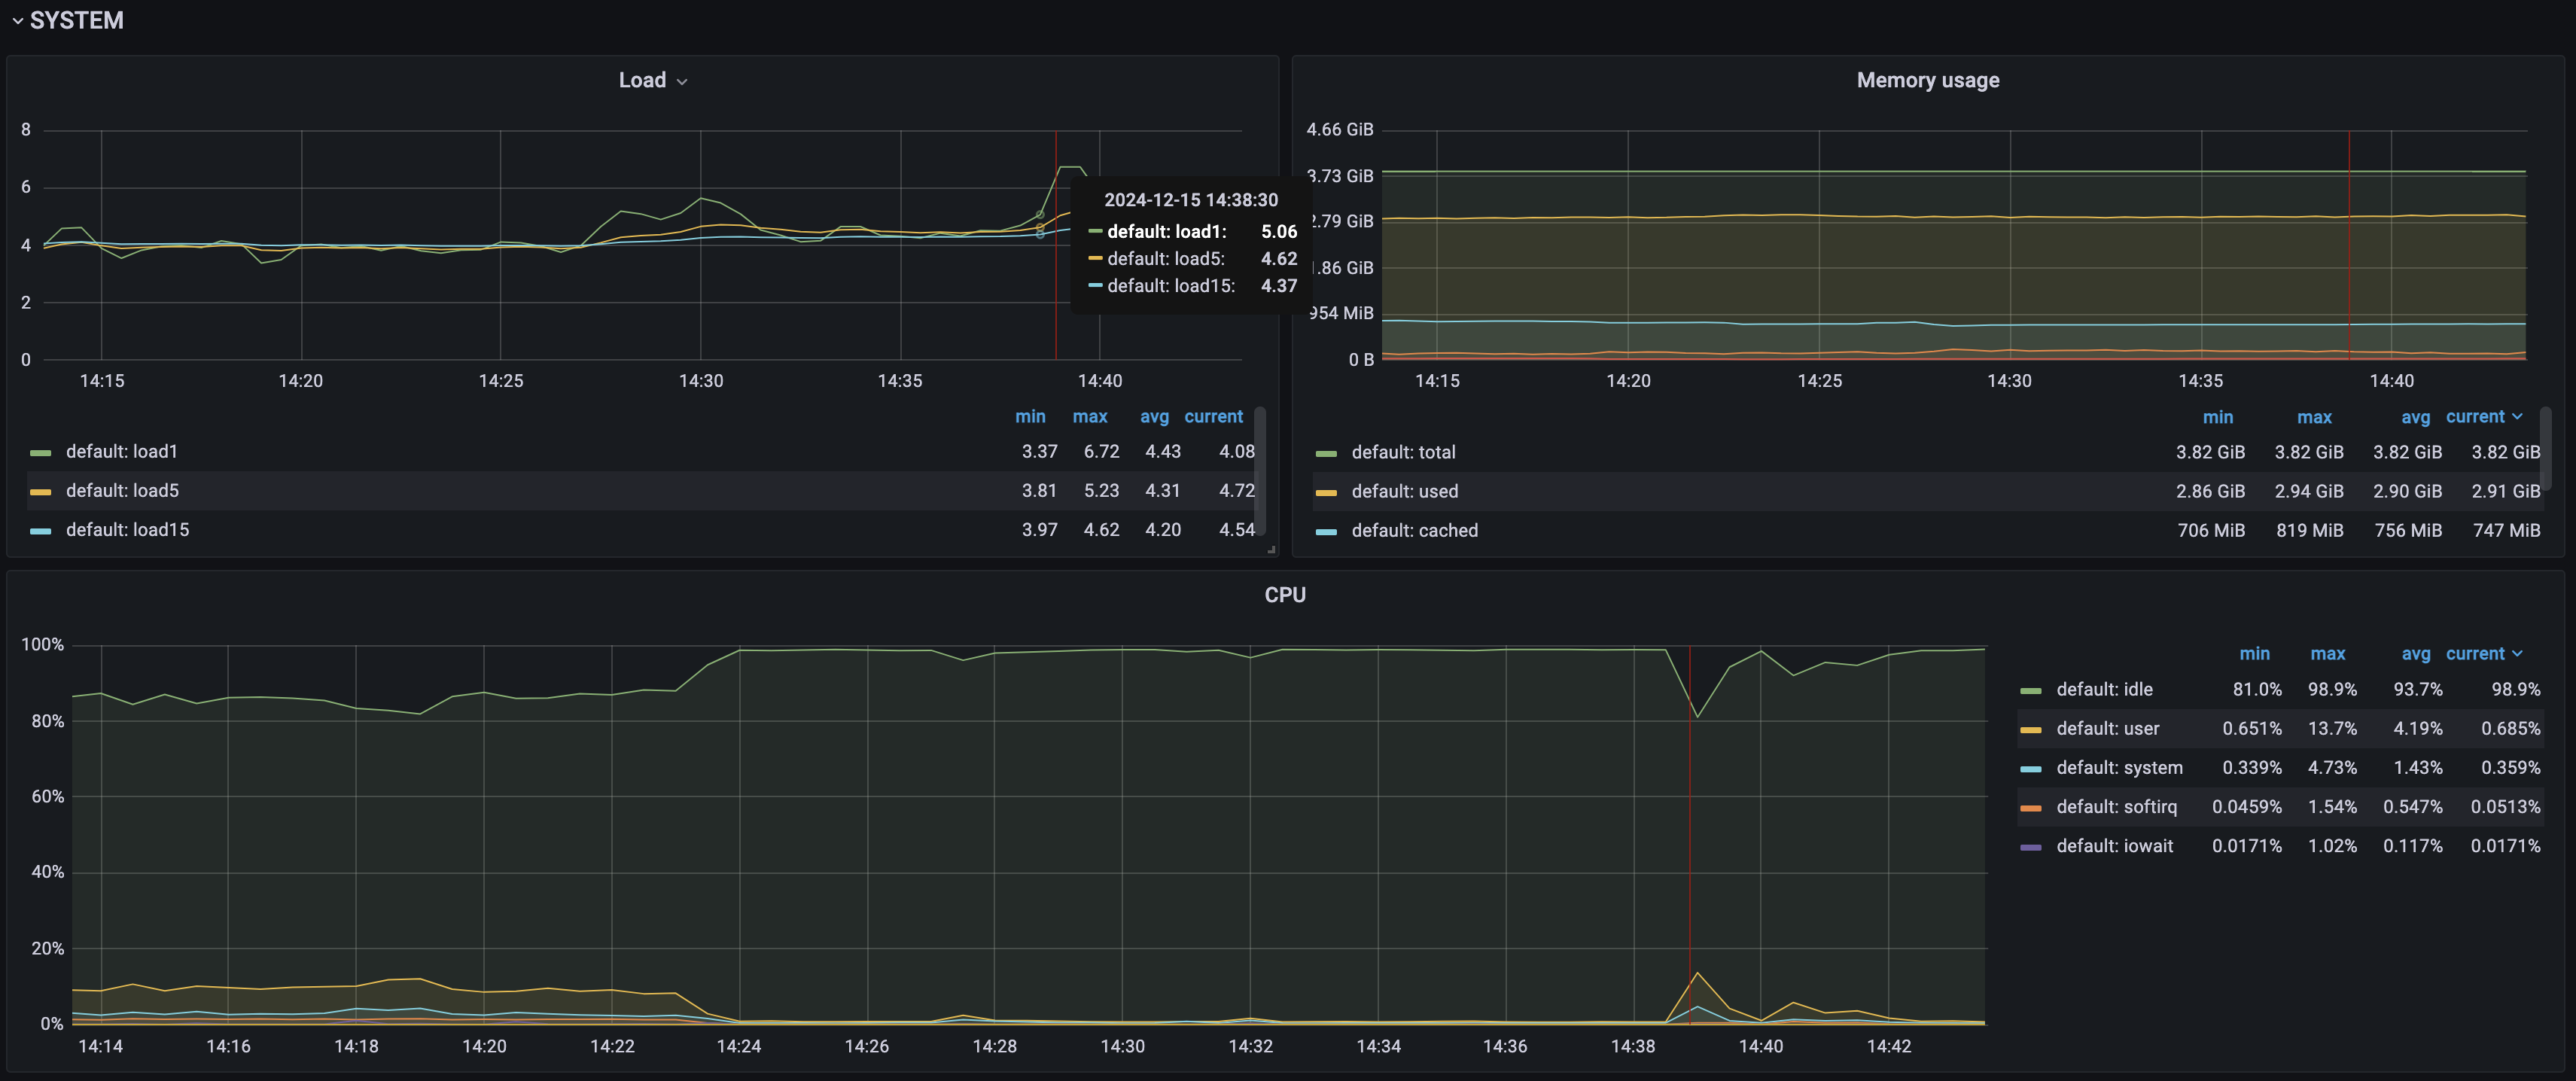 SYSTEM
Load
8
6
4
2
0
14:15 14:20 14:25 14:30 14:35 14:40
2024-12-15 14:38:30
default: load1: 5.06
default: load5: 4.62
default: load15: 4.37
min max avg current
default: load1 3.37 6.72 4.43 4.08
default: load5 3.81 5.23 4.31 4.72
default: load15 3.97 4.62 4.20 4.54
Memory usage
4.66 GiB
3.73 GiB
2.79 GiB
1.86 GiB
954 MiB
0 B
14:15 14:20 14:25 14:30 14:35 14:40
min max avg current
default: total 3.82 GiB 3.82 GiB 3.82 GiB 3.82 GiB
default: used 2.86 GiB 2.94 GiB 2.90 GiB 2.91 GiB
default: cached 706 MiB 819 MiB 756 MiB 747 MiB
CPU
100%
80%
60%
40%
20%
0%
14:14 14:16 14:18 14:20 14:22 14:24 14:26 14:28 14:30 14:32 14:34 14:36 14:38 14:40 14:42
min max avg current
default: idle 81.0% 98.9% 93.7% 98.9%
default: user 0.651% 13.7% 4.19% 0.685%
default: system 0.339% 4.73% 1.43% 0.359%
default: softirq 0.0459% 1.54% 0.547% 0.0513%
default: iowait 0.0171% 1.02% 0.117% 0.0171%